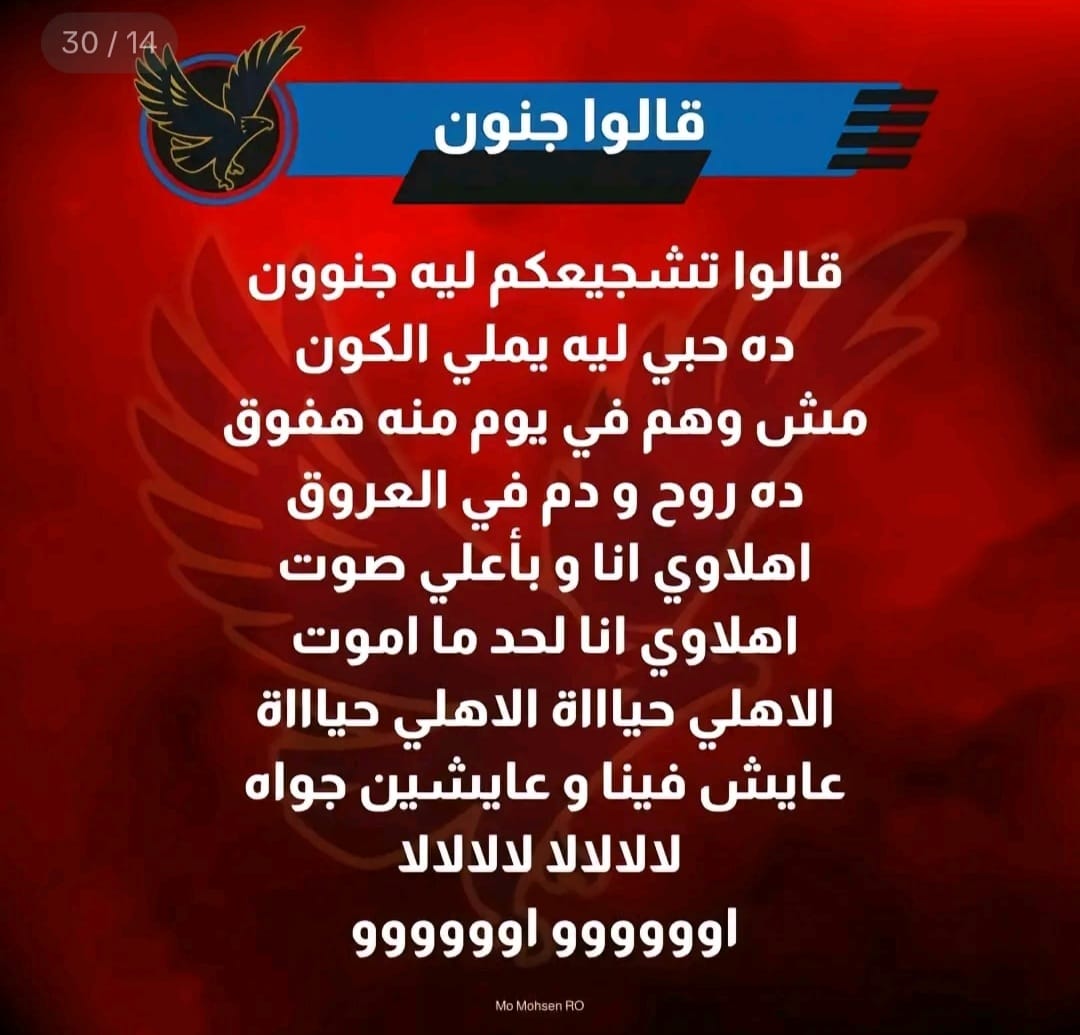 30 / 14
قالوا جنون
قالوا تشجيعكم ليه جنوون
ده حبي ليه يملي الكون
مش وهم في يوم منه هفوق
ده روح و دم في العروق
اهلاوي انا و بأعلي صوت
اهلاوي انا لحد ما اموت
الاهلي حياااة الاهلي حياااة
عايش فينا و عايشين جواه
لالالالا لالالالا
اوووووو اوووووو
Mo Mohsen RO